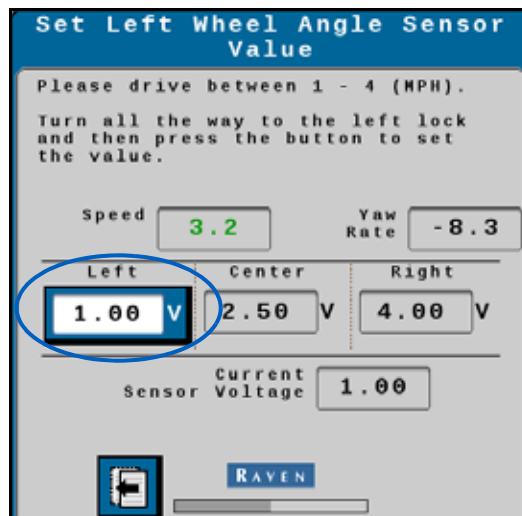 Set Left Wheel Angle Sensor
Value
Please drive between 1 - 4 (MPH).
Turn all the way to the left lock
and then press the button to set
the value.
Speed 3.2 Yaw Rate -8.3
Left Center Right
1.00 V 2.50 V 4.00 V
Current
Sensor Voltage 1.00
RAVEN